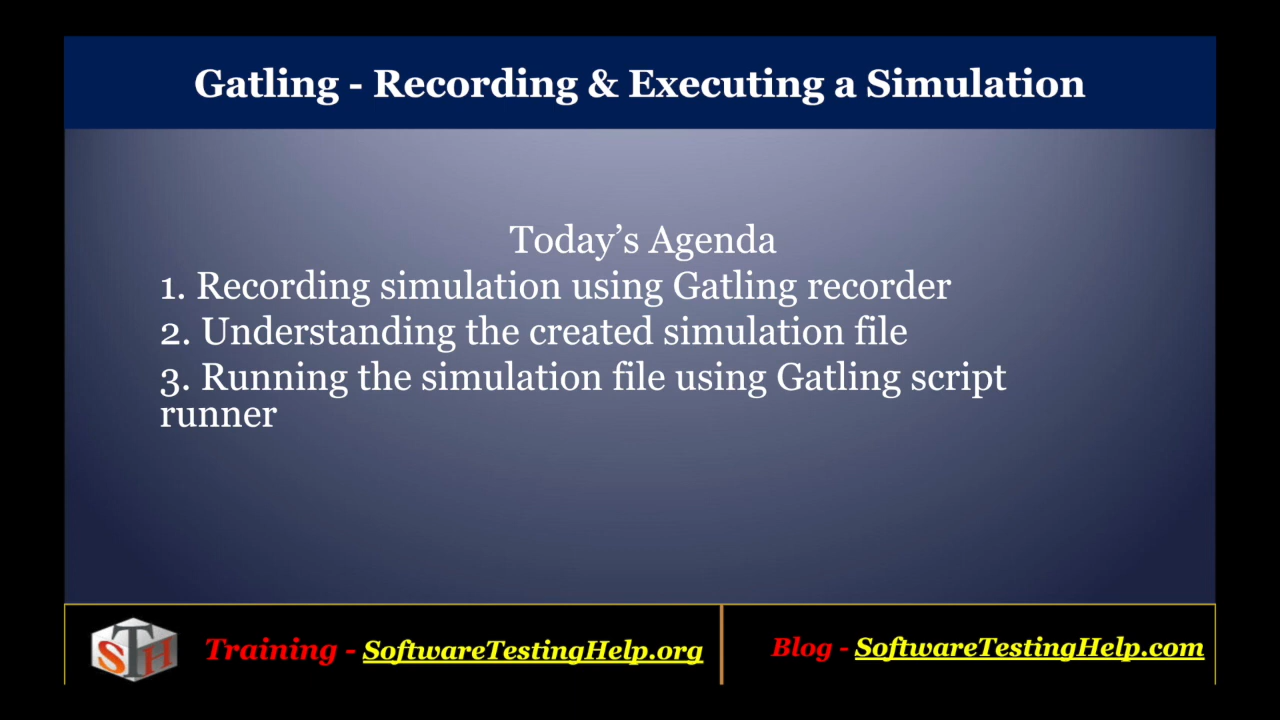 Gatling - Recording & Executing a Simulation
Today’s Agenda
1. Recording simulation using Gatling recorder
2. Understanding the created simulation file
3. Running the simulation file using Gatling script
runner
STH
Training - SoftwareTestingHelp.org
Blog - SoftwareTestingHelp.com